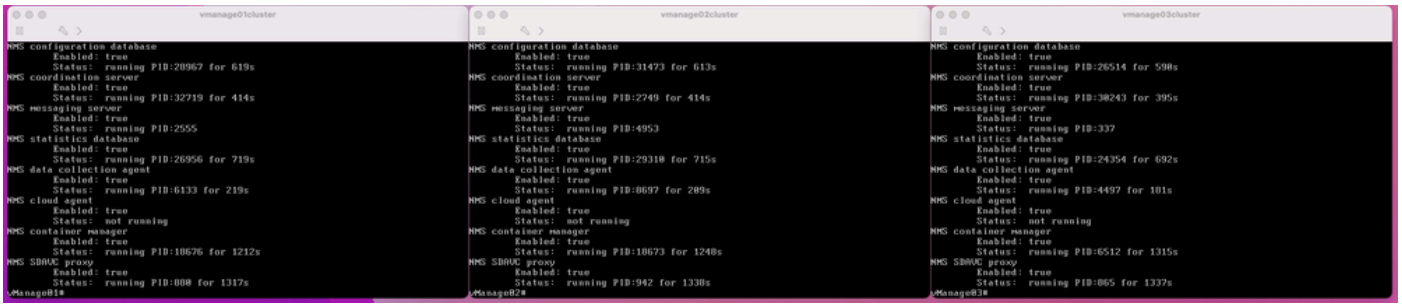 vmanage01cluster
NMS configuration database
Enabled: true
Status: running PID:28967 for 619s
NMS coordination server
Enabled: true
Status: running PID:32719 for 414s
NMS messaging server
Enabled: true
Status: running PID:2555
NMS statistics database
Enabled: true
Status: running PID:26956 for 719s
NMS data collection agent
Enabled: true
Status: running PID:6133 for 219s
NMS cloud agent
Enabled: true
Status: not running
NMS container manager
Enabled: true
Status: running PID:18676 for 1212s
NMS SDAVC proxy
Enabled: true
Status: running PID:880 for 1317s
vManage01#
vmanage02cluster
NMS configuration database
Enabled: true
Status: running PID:31473 for 613s
NMS coordination server
Enabled: true
Status: running PID:2749 for 414s
NMS messaging server
Enabled: true
Status: running PID:4953
NMS statistics database
Enabled: true
Status: running PID:29310 for 715s
NMS data collection agent
Enabled: true
Status: running PID:8697 for 209s
NMS cloud agent
Enabled: true
Status: not running
NMS container manager
Enabled: true
Status: running PID:18673 for 1248s
NMS SDAVC proxy
Enabled: true
Status: running PID:942 for 1338s
vManage02#
vmanage03cluster
NMS configuration database
Enabled: true
Status: running PID:26514 for 590s
NMS coordination server
Enabled: true
Status: running PID:30243 for 395s
NMS messaging server
Enabled: true
Status: running PID:337
NMS statistics database
Enabled: true
Status: running PID:24354 for 692s
NMS data collection agent
Enabled: true
Status: running PID:4497 for 181s
NMS cloud agent
Enabled: true
Status: not running
NMS container manager
Enabled: true
Status: running PID:6512 for 1315s
NMS SDAVC proxy
Enabled: true
Status: running PID:865 for 1337s
vManage03#